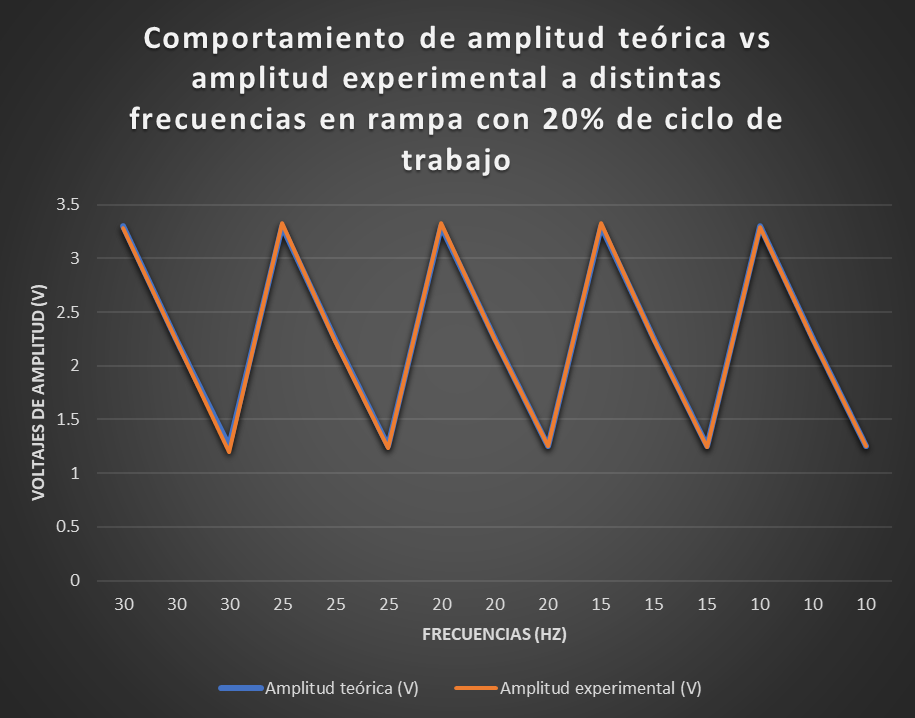 Comportamiento de amplitud teórica vs
amplitud experimental a distintas
frecuencias en rampa con 20% de ciclo de
trabajo
3.5
3
2.5
2
1.5
1
0.5
0
VOLTAJES DE AMPLITUD (V)
30 30 30 25 25 25 20 20 20 15 15 15 10 10 10
FRECUENCIAS (HZ)
Amplitud teórica (V) Amplitud experimental (V)